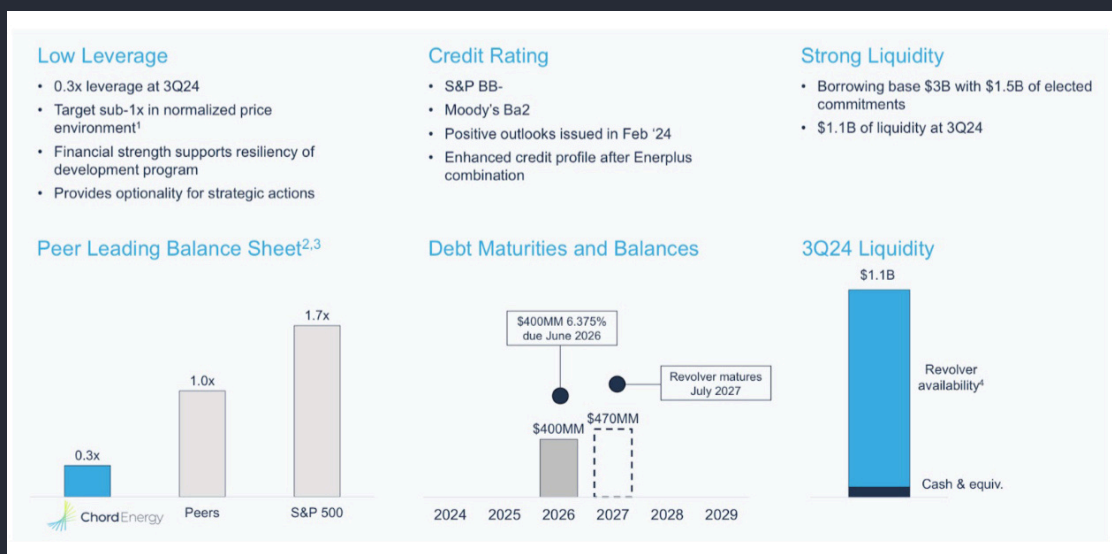 Low Leverage
• 0.3x leverage at 3Q24
• Target sub-1x in normalized price
environment¹
• Financial strength supports resiliency of
development program
• Provides optionality for strategic actions
Credit Rating
• S&P BB-
• Moody's Ba2
• Positive outlooks issued in Feb '24
• Enhanced credit profile after Enerplus
combination
Strong Liquidity
• Borrowing base $3B with $1.5B of elected
commitments
• $1.1B of liquidity at 3Q24
Peer Leading Balance Sheet²,³
0.3x
1.0x
1.7x
ChordEnergy
Peers
S&P 500
Debt Maturities and Balances
$400MM 6.375%
due June 2026
Revolver matures
July 2027
$400MM
$470MM
2024 2025 2026 2027 2028 2029
3Q24 Liquidity
$1.1B
Revolver
availability⁴
Cash & equiv.